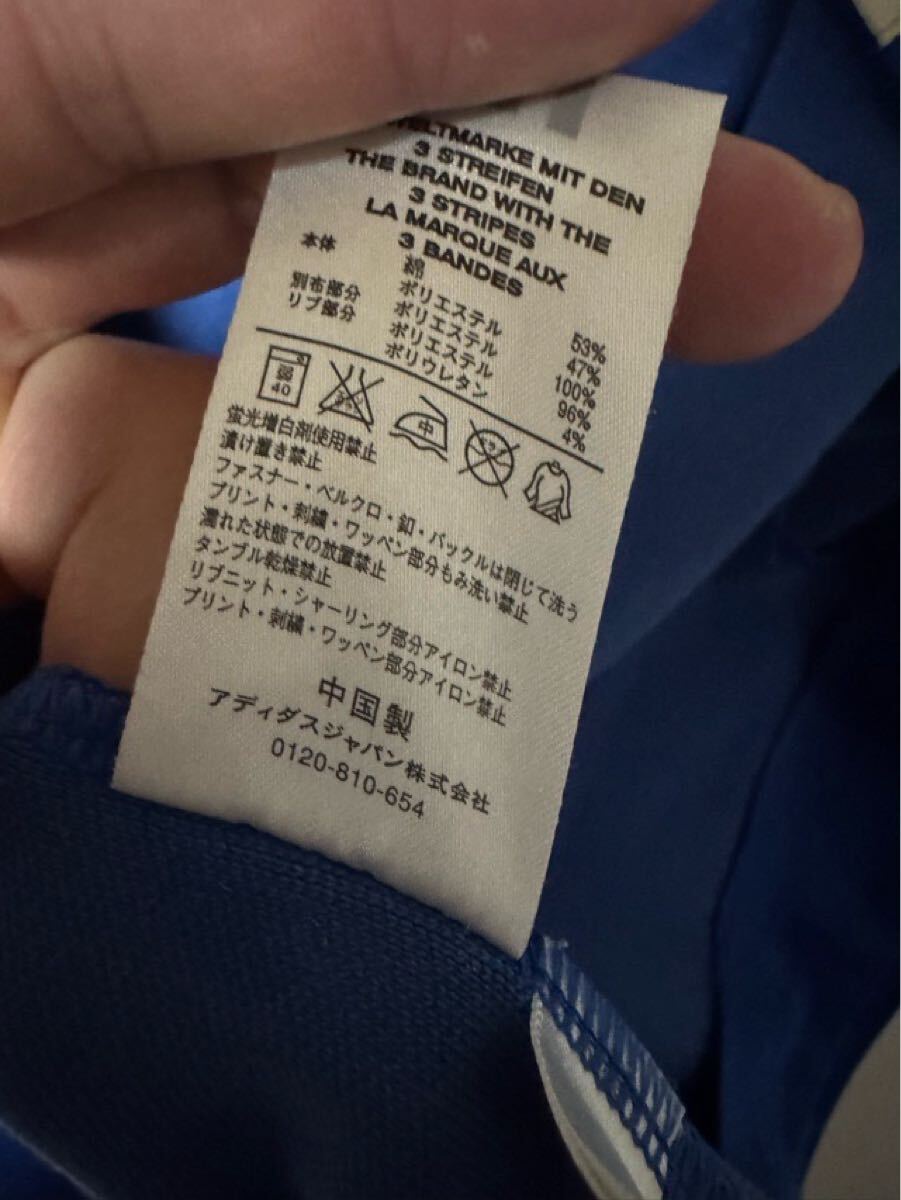 WELTMARKE MIT DEN
3 STREIFEN
THE BRAND WITH THE
3 STRIPES
LA MARQUE AUX
3 BANDES
本体 綿 53%
ポリエステル 47%
別布部分 ポリエステル 100%
リブ部分 ポリエステル 96%
ポリウレタン 4%
弱
40
中
蛍光増白剤使用禁止
漬け置き禁止
ファスナー・ベルクロ・釦・バックルは閉じて洗う
プリント・刺繍・ワッペン部分もみ洗い禁止
濡れた状態での放置禁止
タンブル乾燥禁止
リブニット・シャーリング部分アイロン禁止
プリント・刺繍・ワッペン部分アイロン禁止
中国製
アディダスジャパン株式会社
0120-810-654